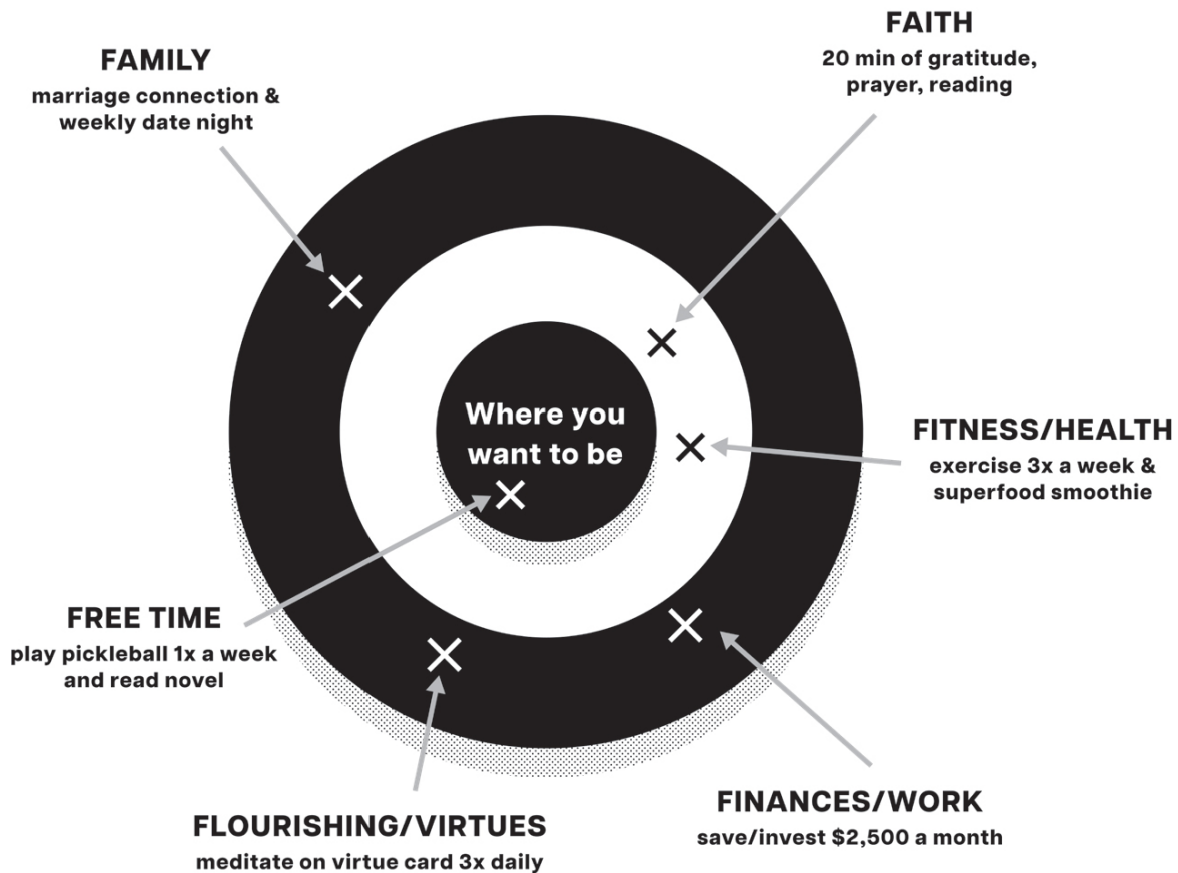 FAITH
20 min of gratitude,
prayer, reading
FAMILY
marriage connection &
weekly date night
Where you
want to be
FITNESS/HEALTH
exercise 3x a week &
superfood smoothie
FREE TIME
play pickleball 1x a week
and read novel
FINANCES/WORK
save/invest $2,500 a month
FLOURISHING/VIRTUES
meditate on virtue card 3x daily